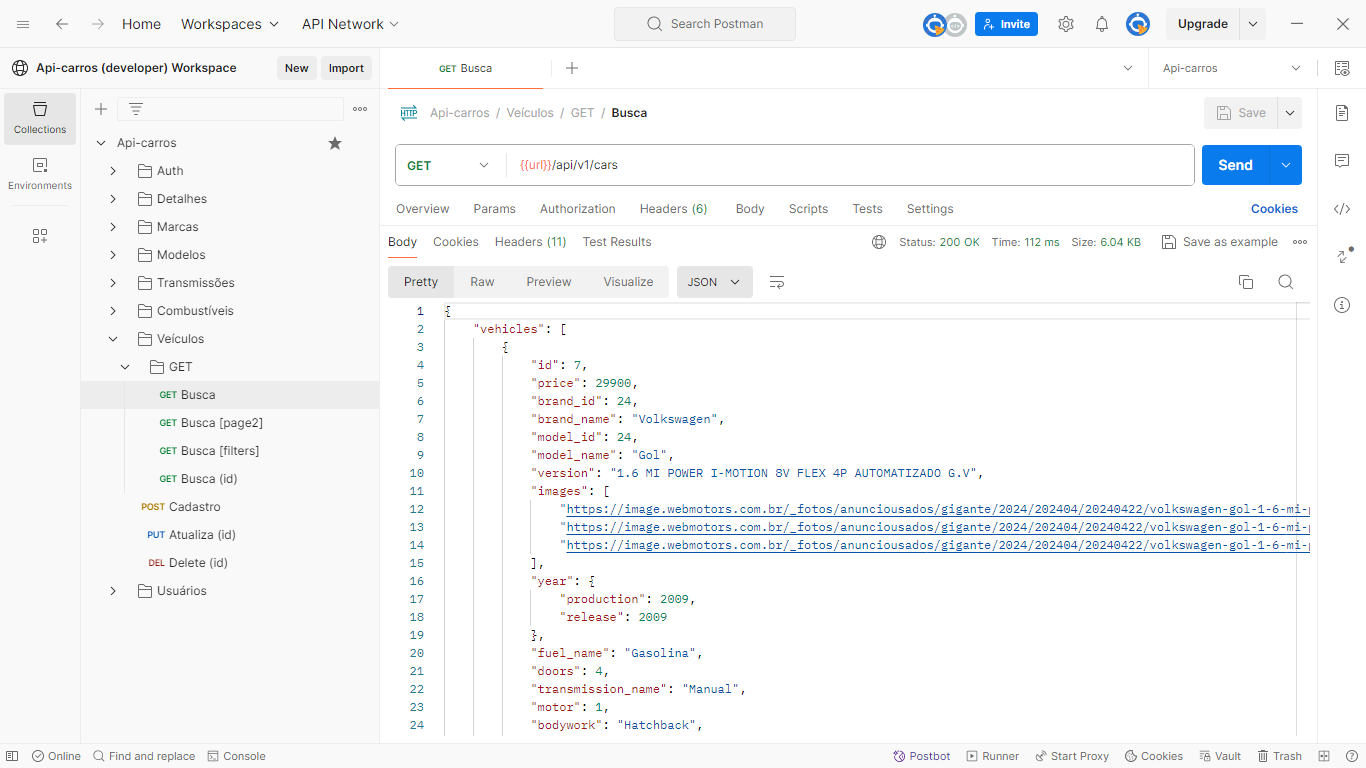 Home Workspaces API Network Search Postman Invite Upgrade
Api-carros (developer) Workspace New Import GET Busca Api-carros
Collections
Environments
Api-carros
Auth
Detalhes
Marcas
Modelos
Transmissões
Combustíveis
Veículos
GET
GET Busca
GET Busca [page2]
GET Busca [filters]
GET Busca (id)
POST Cadastro
PUT Atualiza (id)
DEL Delete (id)
Usuários
HTTP Api-carros / Veículos / GET / Busca Save
GET {{url}}/api/v1/cars Send
Overview Params Authorization Headers (6) Body Scripts Tests Settings Cookies
Body Cookies Headers (11) Test Results Status: 200 OK Time: 112 ms Size: 6.04 KB Save as example
Pretty Raw Preview Visualize JSON
1 {
2 "vehicles": [
3 {
4 "id": 7,
5 "price": 29900,
6 "brand_id": 24,
7 "brand_name": "Volkswagen",
8 "model_id": 24,
9 "model_name": "Gol",
10 "version": "1.6 MI POWER I-MOTION 8V FLEX 4P AUTOMATIZADO G.V",
11 "images": [
12 "https://image.webmotors.com.br/_fotos/anunciousados/gigante/2024/202404/20240422/volkswagen-gol-1-6-mi-p
13 "https://image.webmotors.com.br/_fotos/anunciousados/gigante/2024/202404/20240422/volkswagen-gol-1-6-mi-p
14 "https://image.webmotors.com.br/_fotos/anunciousados/gigante/2024/202404/20240422/volkswagen-gol-1-6-mi-p
15 ],
16 "year": {
17 "production": 2009,
18 "release": 2009
19 },
20 "fuel_name": "Gasolina",
21 "doors": 4,
22 "transmission_name": "Manual",
23 "motor": 1,
24 "bodywork": "Hatchback",
Online Find and replace Console Postbot Runner Start Proxy Cookies Vault Trash